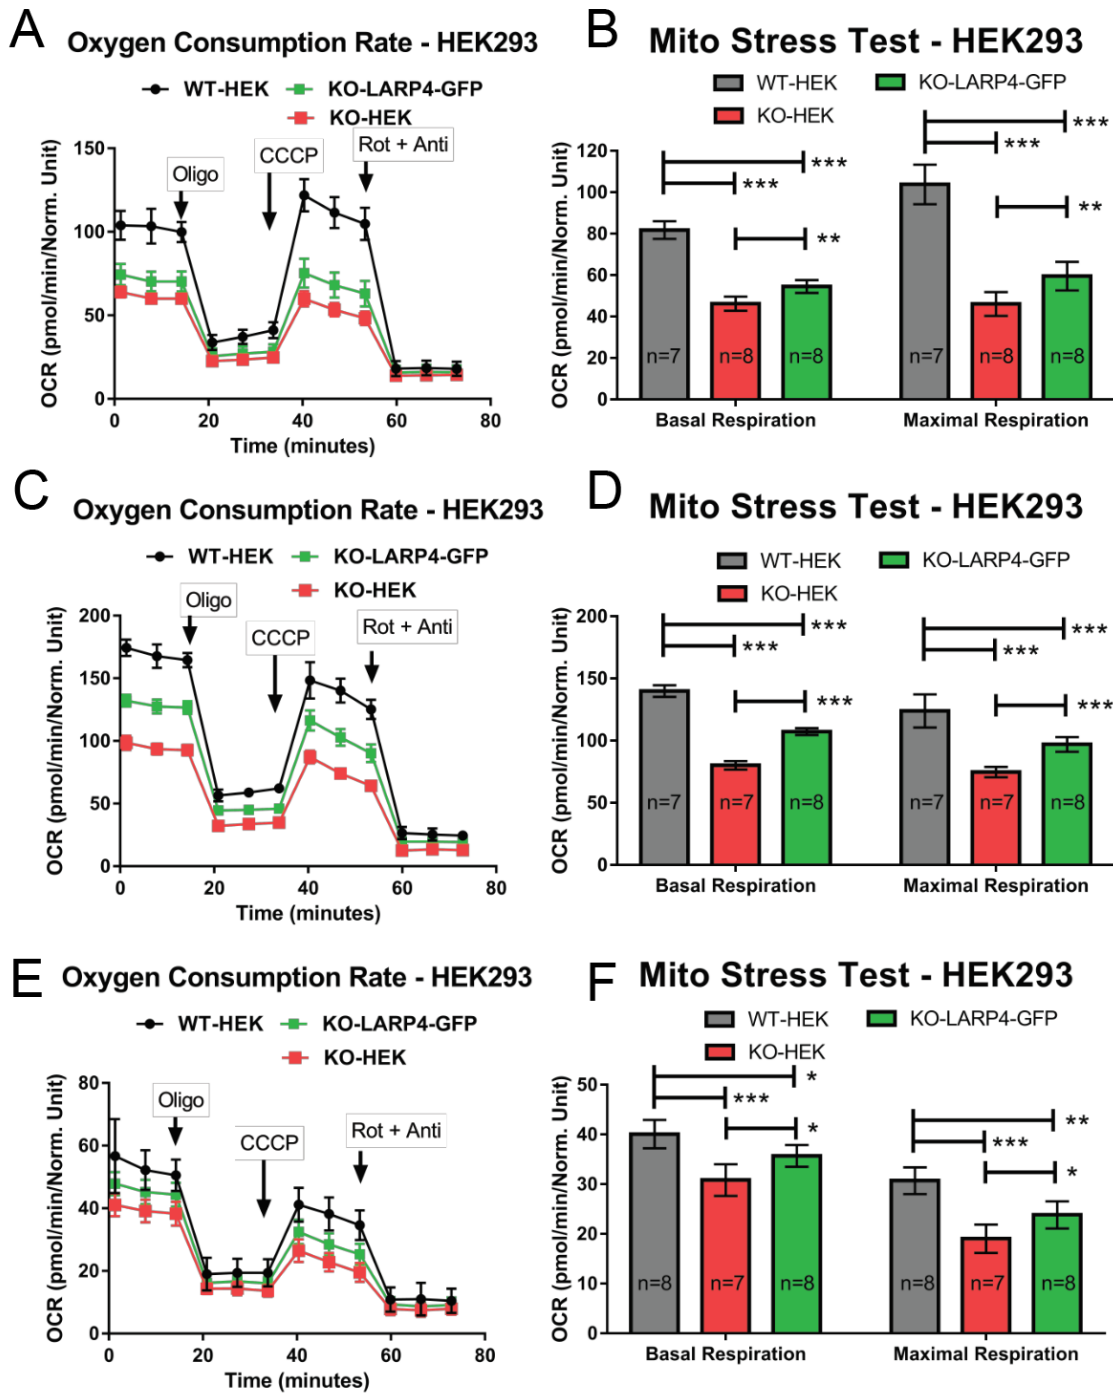 A
Oxygen Consumption Rate - HEK293
WT-HEK KO-LARP4-GFP
KO-HEK
Oligo
CCCP
Rot + Anti
OCR (pmol/min/Norm. Unit)
150
100
50
0
0 20 40 60 80
Time (minutes)
B
Mito Stress Test - HEK293
WT-HEK KO-LARP4-GFP
KO-HEK
OCR (pmol/min/Norm. Unit)
120
100
80
60
40
20
0
***
***
**
***
***
**
n=7 n=8 n=8 n=7 n=8 n=8
Basal Respiration Maximal Respiration
C
Oxygen Consumption Rate - HEK293
WT-HEK KO-LARP4-GFP
KO-HEK
Oligo
CCCP
Rot + Anti
OCR (pmol/min/Norm. Unit)
200
150
100
50
0
0 20 40 60 80
Time (minutes)
D
Mito Stress Test - HEK293
WT-HEK KO-LARP4-GFP
KO-HEK
OCR (pmol/min/Norm. Unit)
200
150
100
50
0
***
***
***
***
***
***
n=7 n=7 n=8 n=7 n=7 n=8
Basal Respiration Maximal Respiration
E
Oxygen Consumption Rate - HEK293
WT-HEK KO-LARP4-GFP
KO-HEK
Oligo
CCCP
Rot + Anti
OCR (pmol/min/Norm. Unit)
80
60
40
20
0
0 20 40 60 80
Time (minutes)
F
Mito Stress Test - HEK293
WT-HEK KO-LARP4-GFP
KO-HEK
OCR (pmol/min/Norm. Unit)
50
40
30
20
10
0
*
***
*
**
***
*
n=8 n=7 n=8 n=8 n=7 n=8
Basal Respiration Maximal Respiration